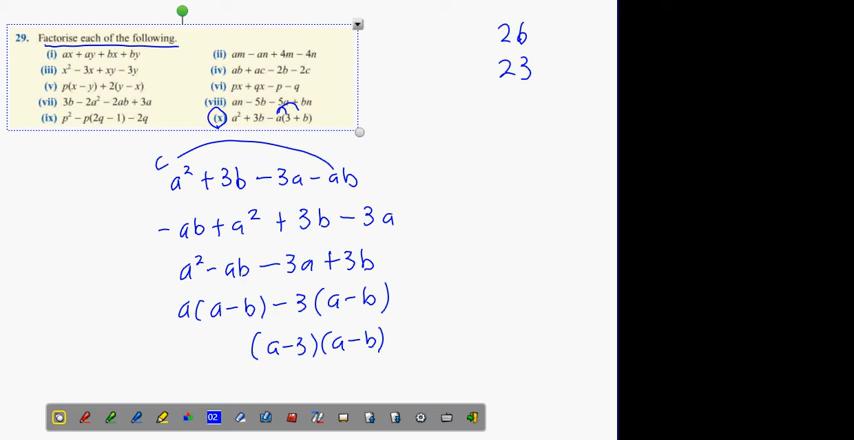 29. Factorise each of the following.
(i) ax + ay + bx + by (ii) am − an + 4m − 4n
(iii) x² − 3x + xy − 3y (iv) ab + ac − 2b − 2c
(v) p(x − y) + 2(y − x) (vi) px + qx − p − q
(vii) 3b − 2a² − 2ab + 3a (viii) an − 5b − 5a + bn
(ix) p² − p(2q − 1) − 2q (x) a² + 3b − a(3 + b)
26
23
a² + 3b − 3a − ab
− ab + a² + 3b − 3a
a² − ab − 3a + 3b
a(a − b) − 3(a − b)
(a − 3)(a − b)
02